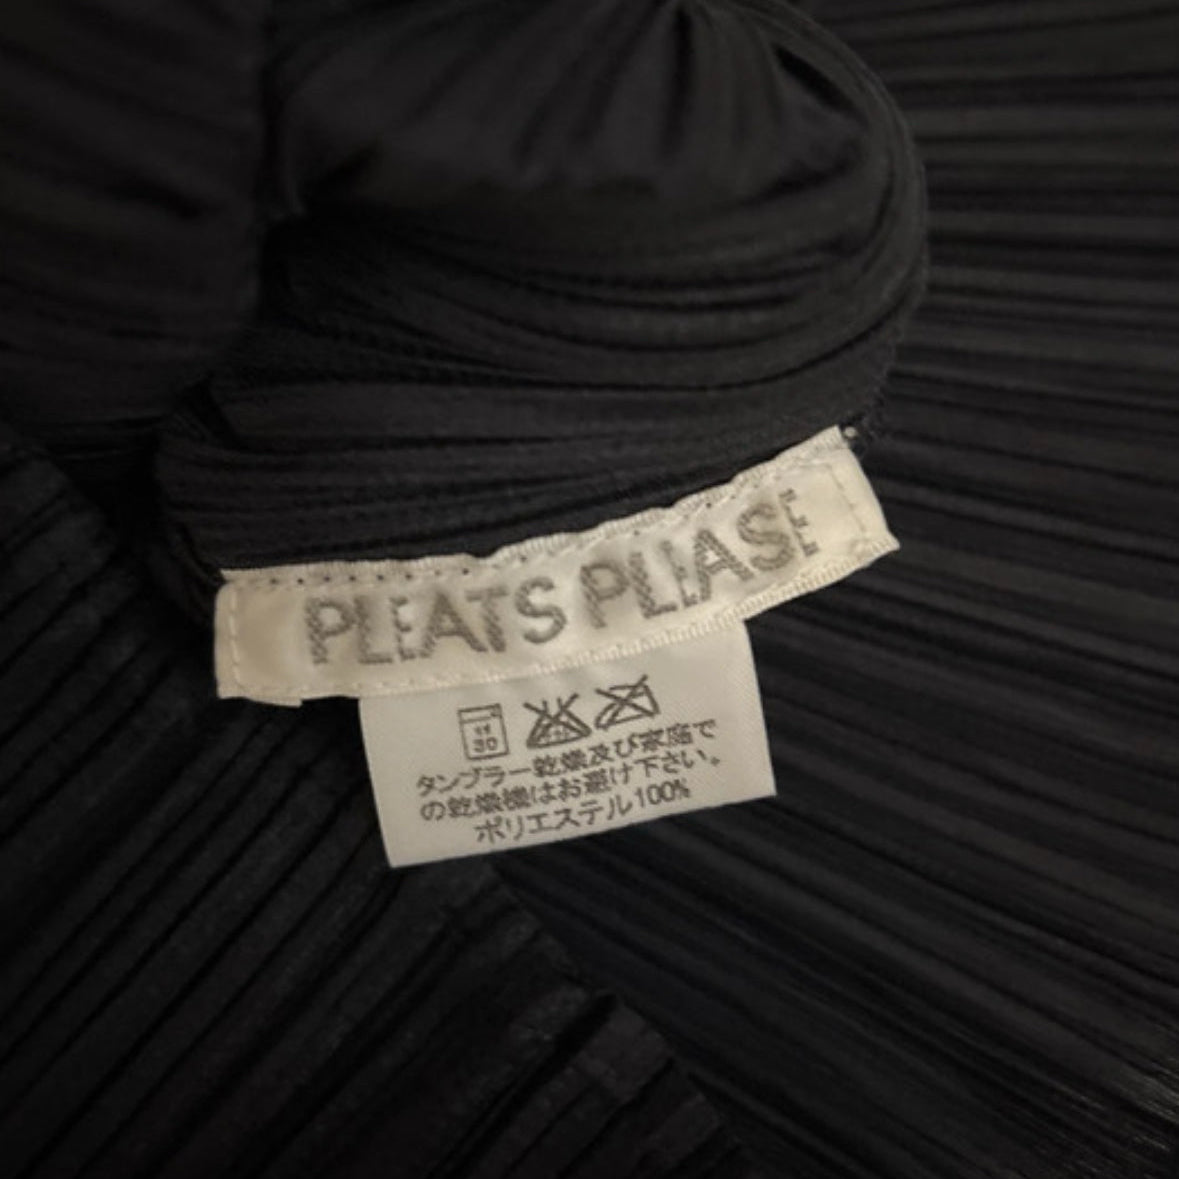 PLEATS PLEASE
弱
30
タンブラー乾燥及び家庭で
の乾燥機はお避け下さい。
ポリエステル100%